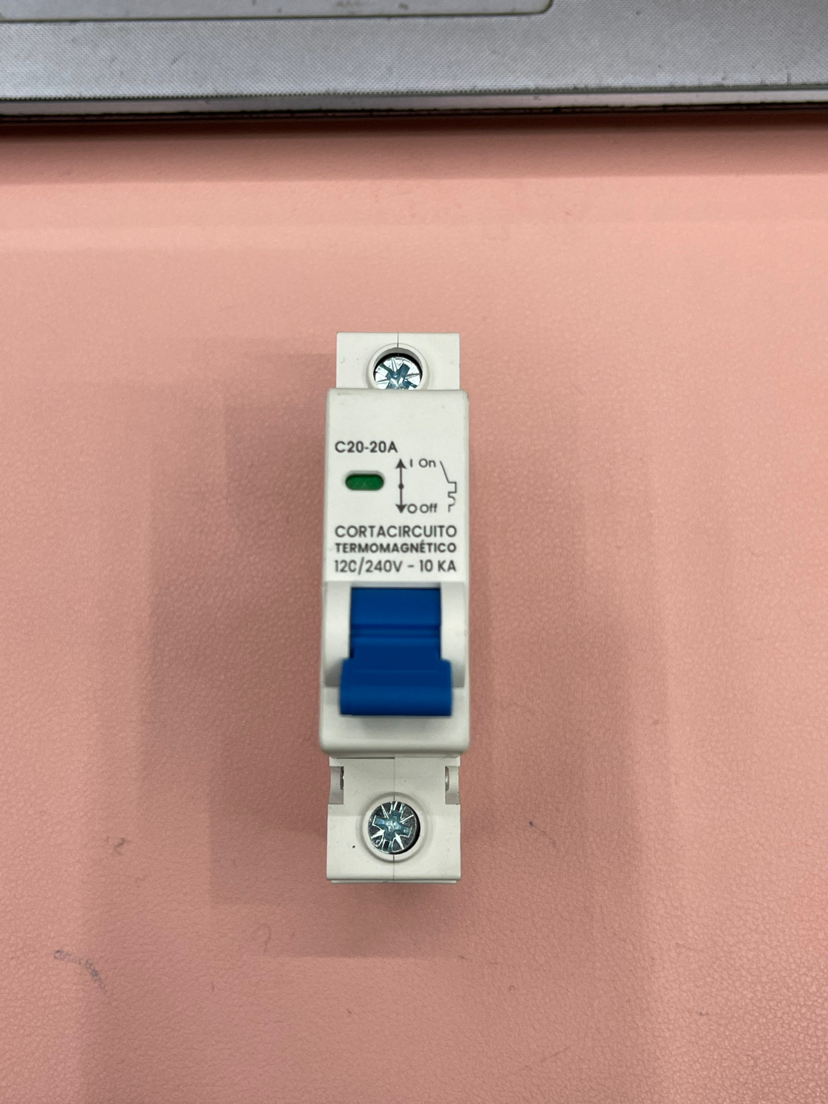 C20-20A
I On
O Off
CORTACIRCUITO
TERMOMAGNÉTICO
120/240V - 10 KA